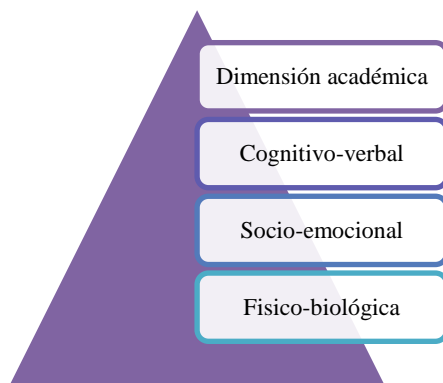 Dimensión académica
Cognitivo-verbal
Socio-emocional
Fisico-biológica